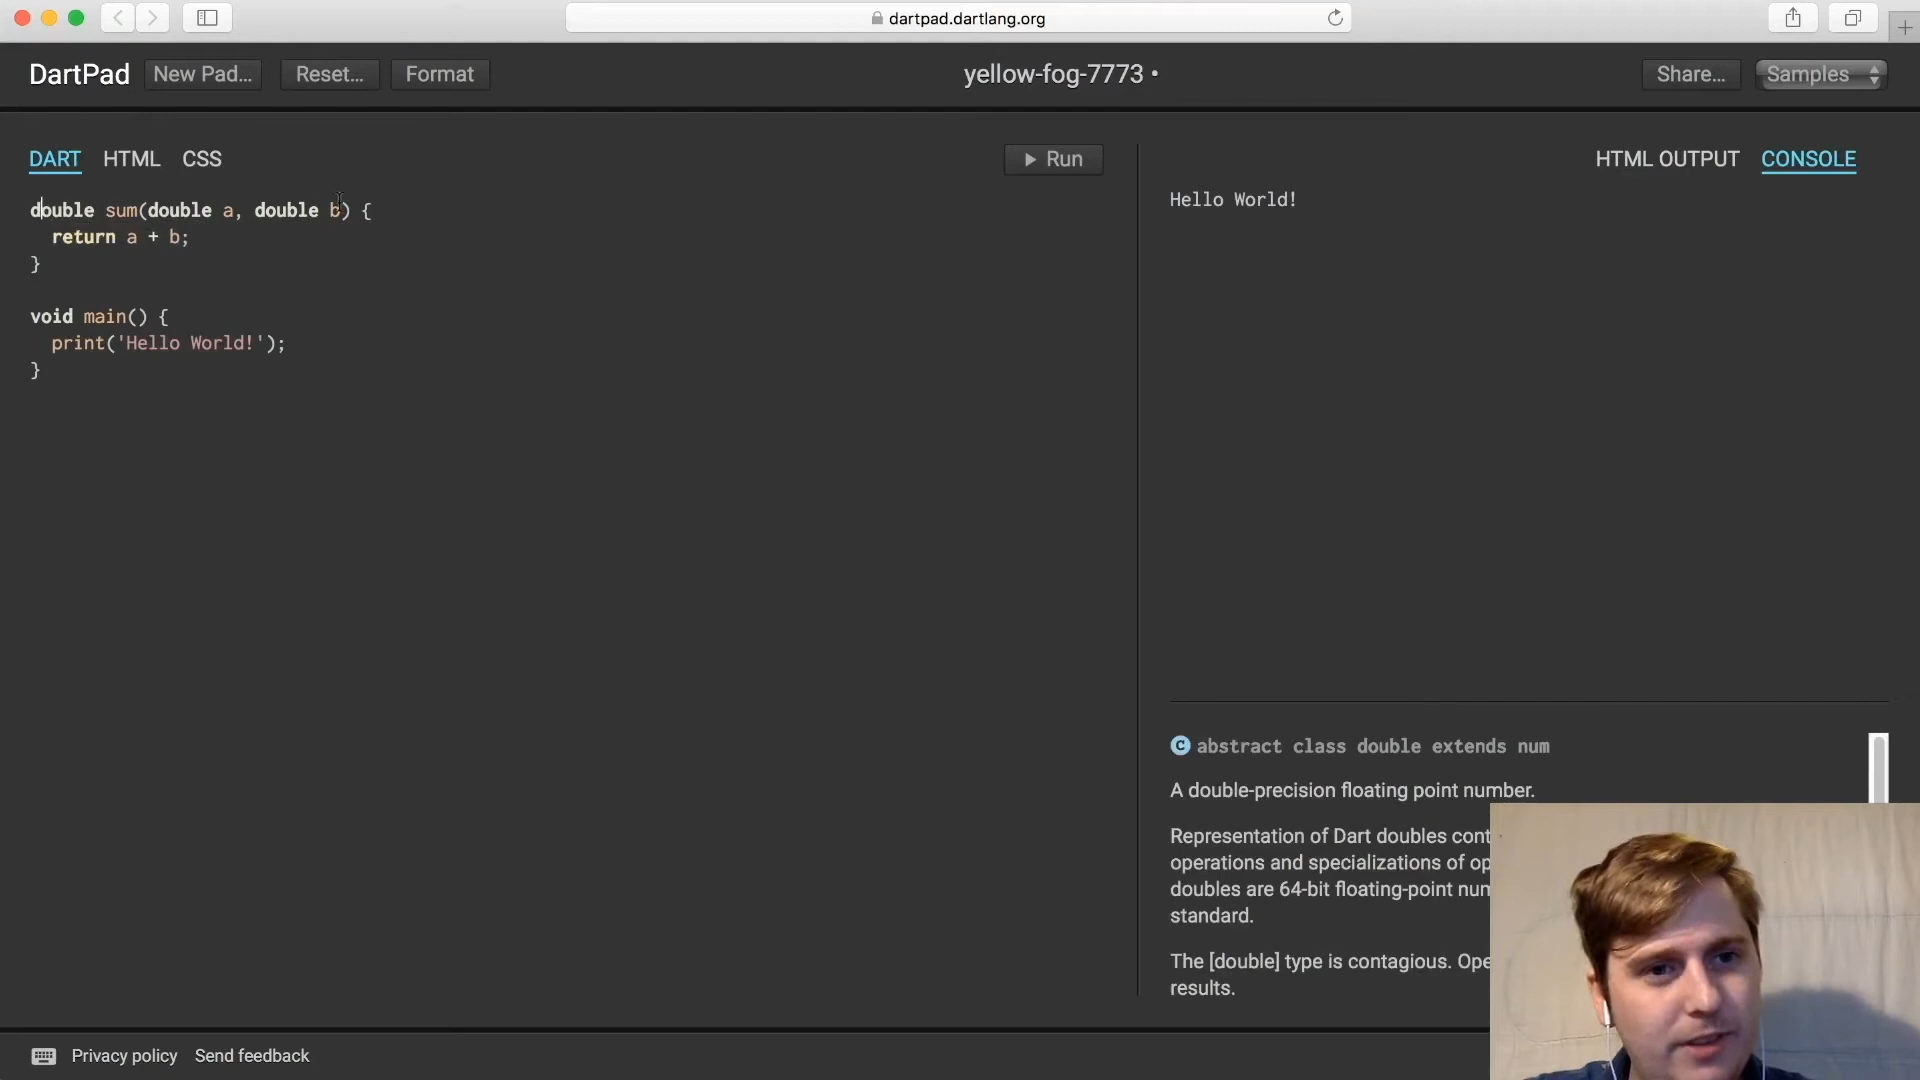 dartpad.dartlang.org
DartPad New Pad... Reset... Format yellow-fog-7773 • Share... Samples
DART HTML CSS Run HTML OUTPUT CONSOLE
double sum(double a, double b) {
return a + b;
}
void main() {
print('Hello World!');
}
Hello World!
C abstract class double extends num
A double-precision floating point number.
Representation of Dart doubles cont
operations and specializations of op
doubles are 64-bit floating-point num
standard.
The [double] type is contagious. Ope
results.
Privacy policy Send feedback